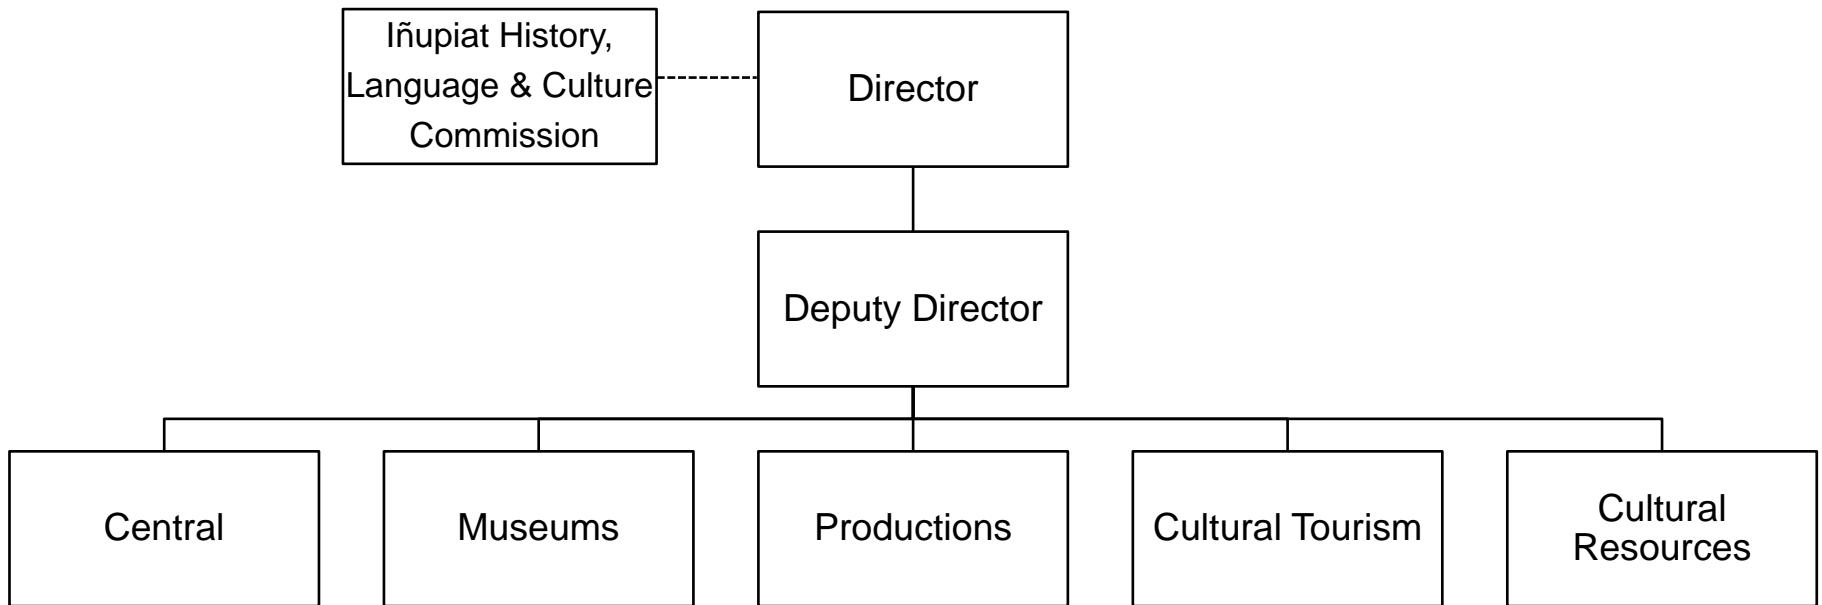 Iñupiat History,
Language & Culture
Commission
Director
Deputy Director
Central
Museums
Productions
Cultural Tourism
Cultural
Resources